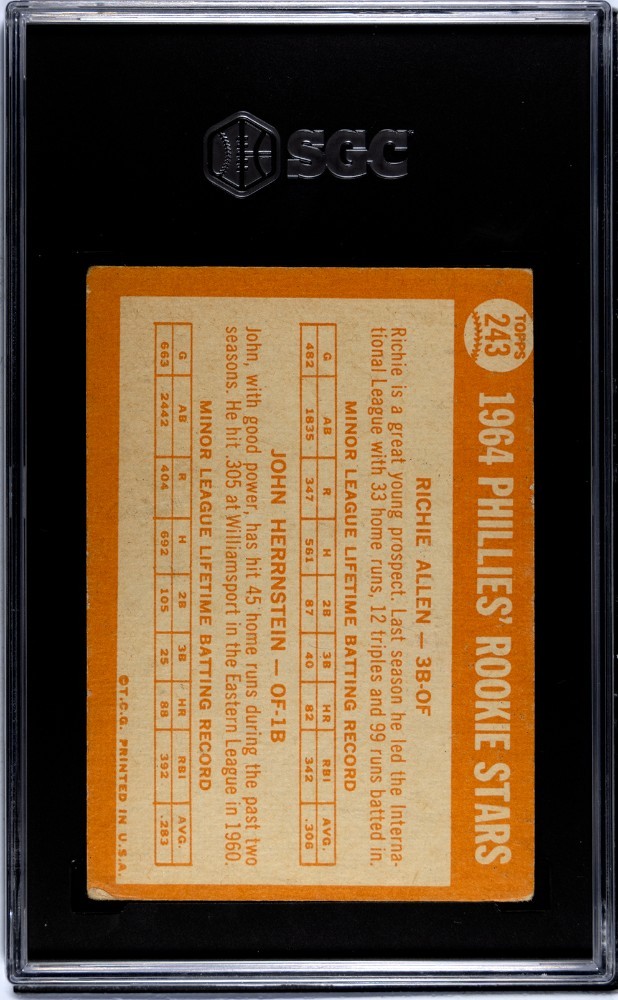 SGC
TOPPS
243
1964 PHILLIES' ROOKIE STARS
RICHIE ALLEN — 3B-OF
Richie is a great young prospect. Last season he led the Interna-
tional League with 33 home runs, 12 triples and 99 runs batted in.
MINOR LEAGUE LIFETIME BATTING RECORD
G AB R H 2B 3B HR RBI AVG.
482 1835 347 561 87 40 82 342 .306
JOHN HERRNSTEIN — OF-1B
John, with good power, has hit 45 home runs during the past two
seasons. He hit .305 at Williamsport in the Eastern League in 1960.
MINOR LEAGUE LIFETIME BATTING RECORD
G AB R H 2B 3B HR RBI AVG.
663 2442 404 692 105 25 88 392 .283
©T.C.G. PRINTED IN U.S.A.